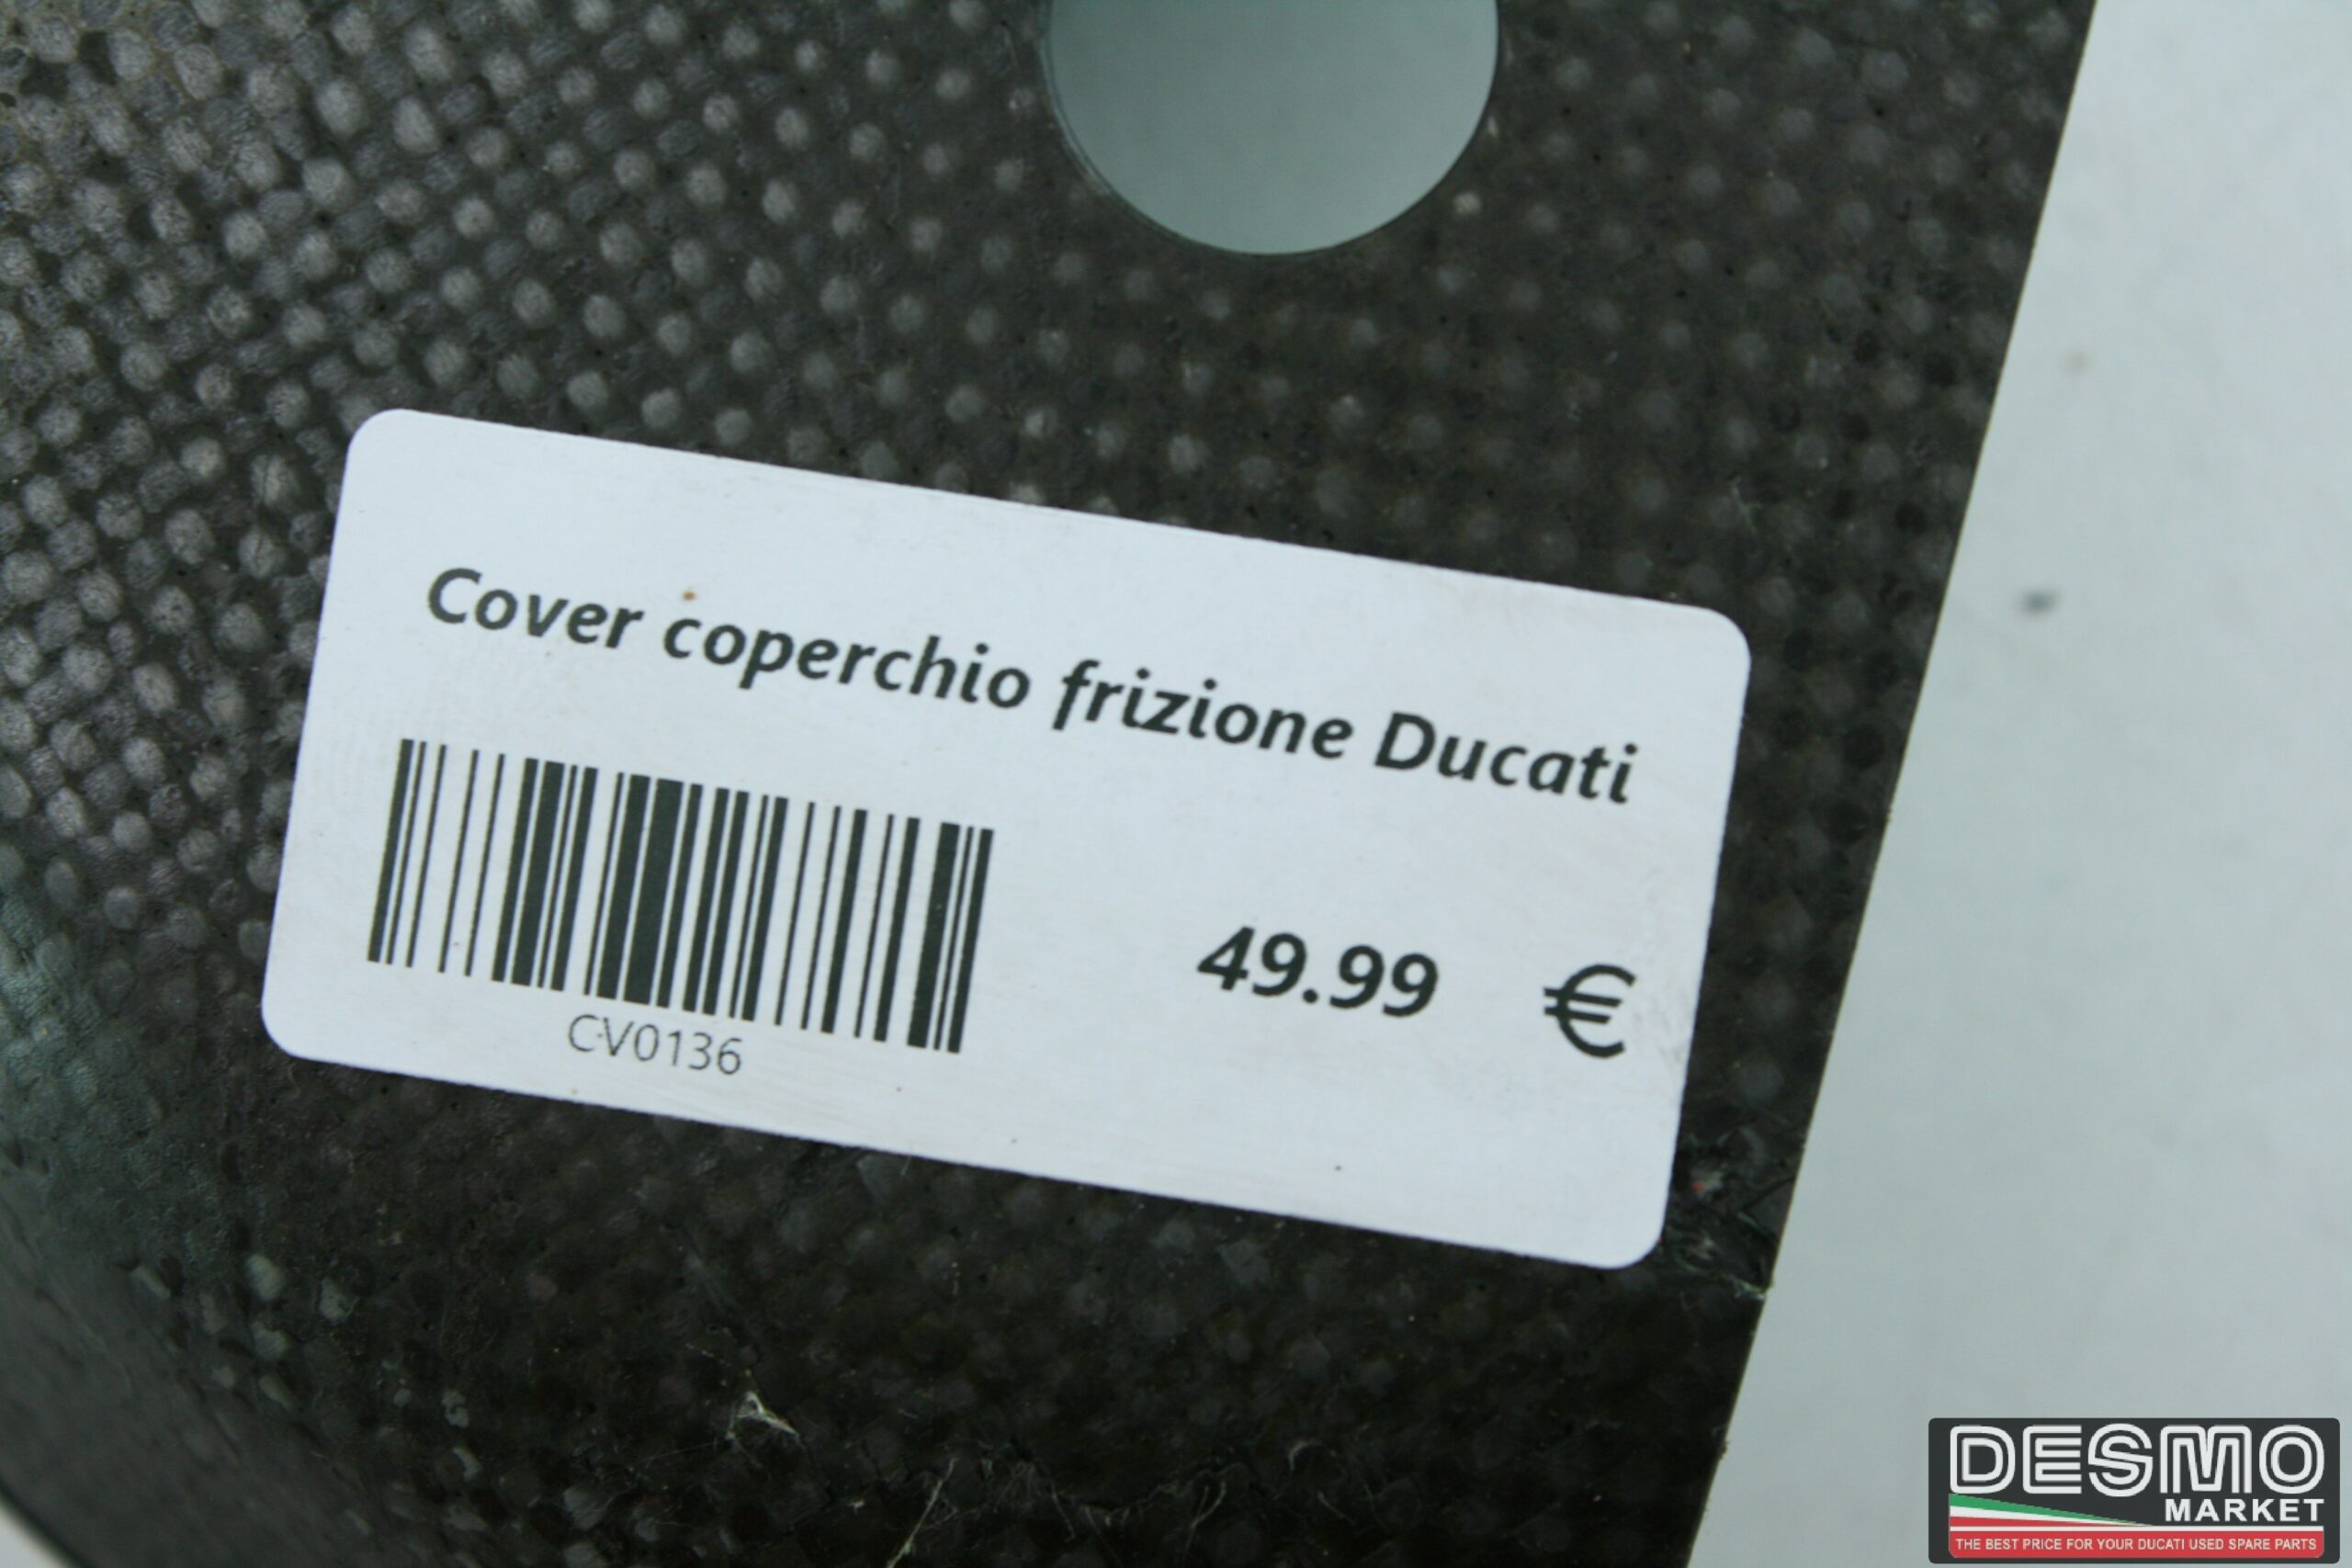 Cover coperchio frizione Ducati
49.99 €
CV0136
DESMO
MARKET
THE BEST PRICE FOR YOUR DUCATI USED SPARE PARTS